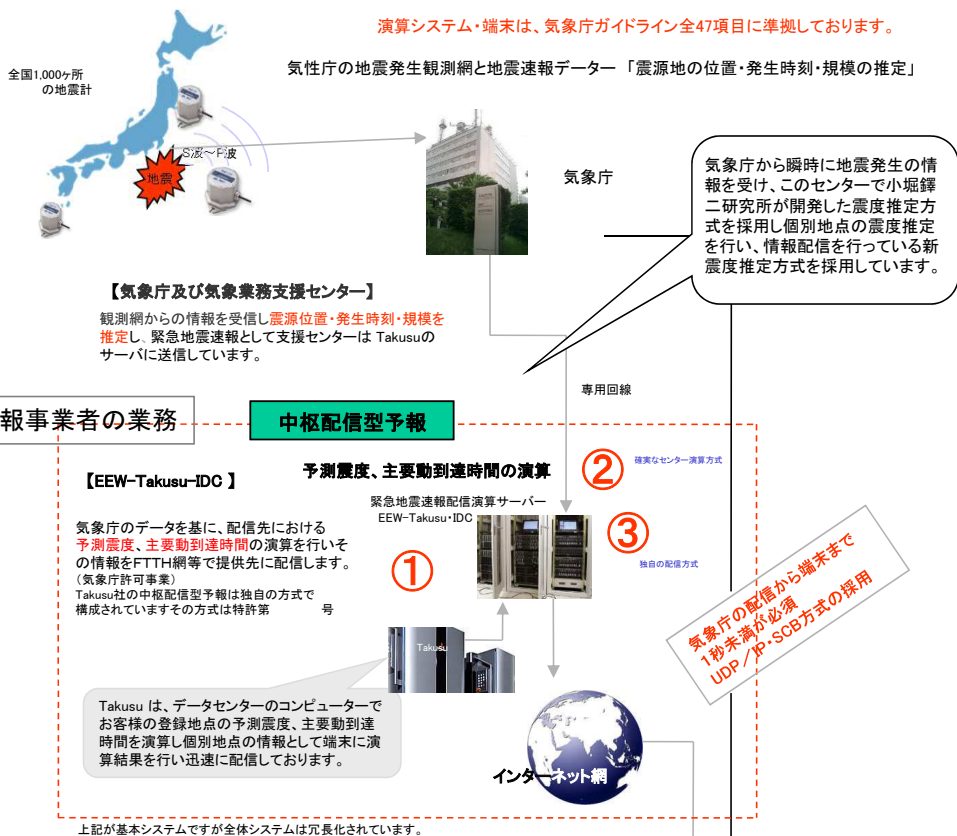 演算システム・端末は、気象庁ガイドライン全47項目に準拠しております。
気性庁の地震発生観測網と地震速報データー 「震源地の位置・発生時刻・規模の推定」
全国1,000ヶ所
の地震計
S波～P波
地震
気象庁
気象庁から瞬時に地震発生の情
報を受け、このセンターで小堀鐸
二研究所が開発した震度推定方
式を採用し個別地点の震度推定
を行い、情報配信を行っている新
震度推定方式を採用しています。
【気象庁及び気象業務支援センター】
観測網からの情報を受信し震源位置・発生時刻・規模を
推定し、緊急地震速報として支援センターは Takusuの
サーバに送信しています。
専用回線
報事業者の業務
中枢配信型予報
【EEW-Takusu-IDC 】
予測震度、主要動到達時間の演算
②
確実なセンター演算方式
緊急地震速報配信演算サーバー
EEW-Takusu・IDC
③
独自の配信方式
気象庁のデータを基に、配信先における
予測震度、主要動到達時間の演算を行いそ
の情報をFTTH網等で提供先に配信します。
（気象庁許可事業）
Takusu社の中枢配信型予報は独自の方式で
構成されていますその方式は特許第 号
①
気象庁の配信から端末まで
1秒未満が必須
UDP／IP・SCB方式の採用
Takusu
Takusu は、データセンターのコンピューターで
お客様の登録地点の予測震度、主要動到達
時間を演算し個別地点の情報として端末に演
算結果を行い迅速に配信しております。
インターネット網
上記が基本システムですが全体システムは冗長化されています。